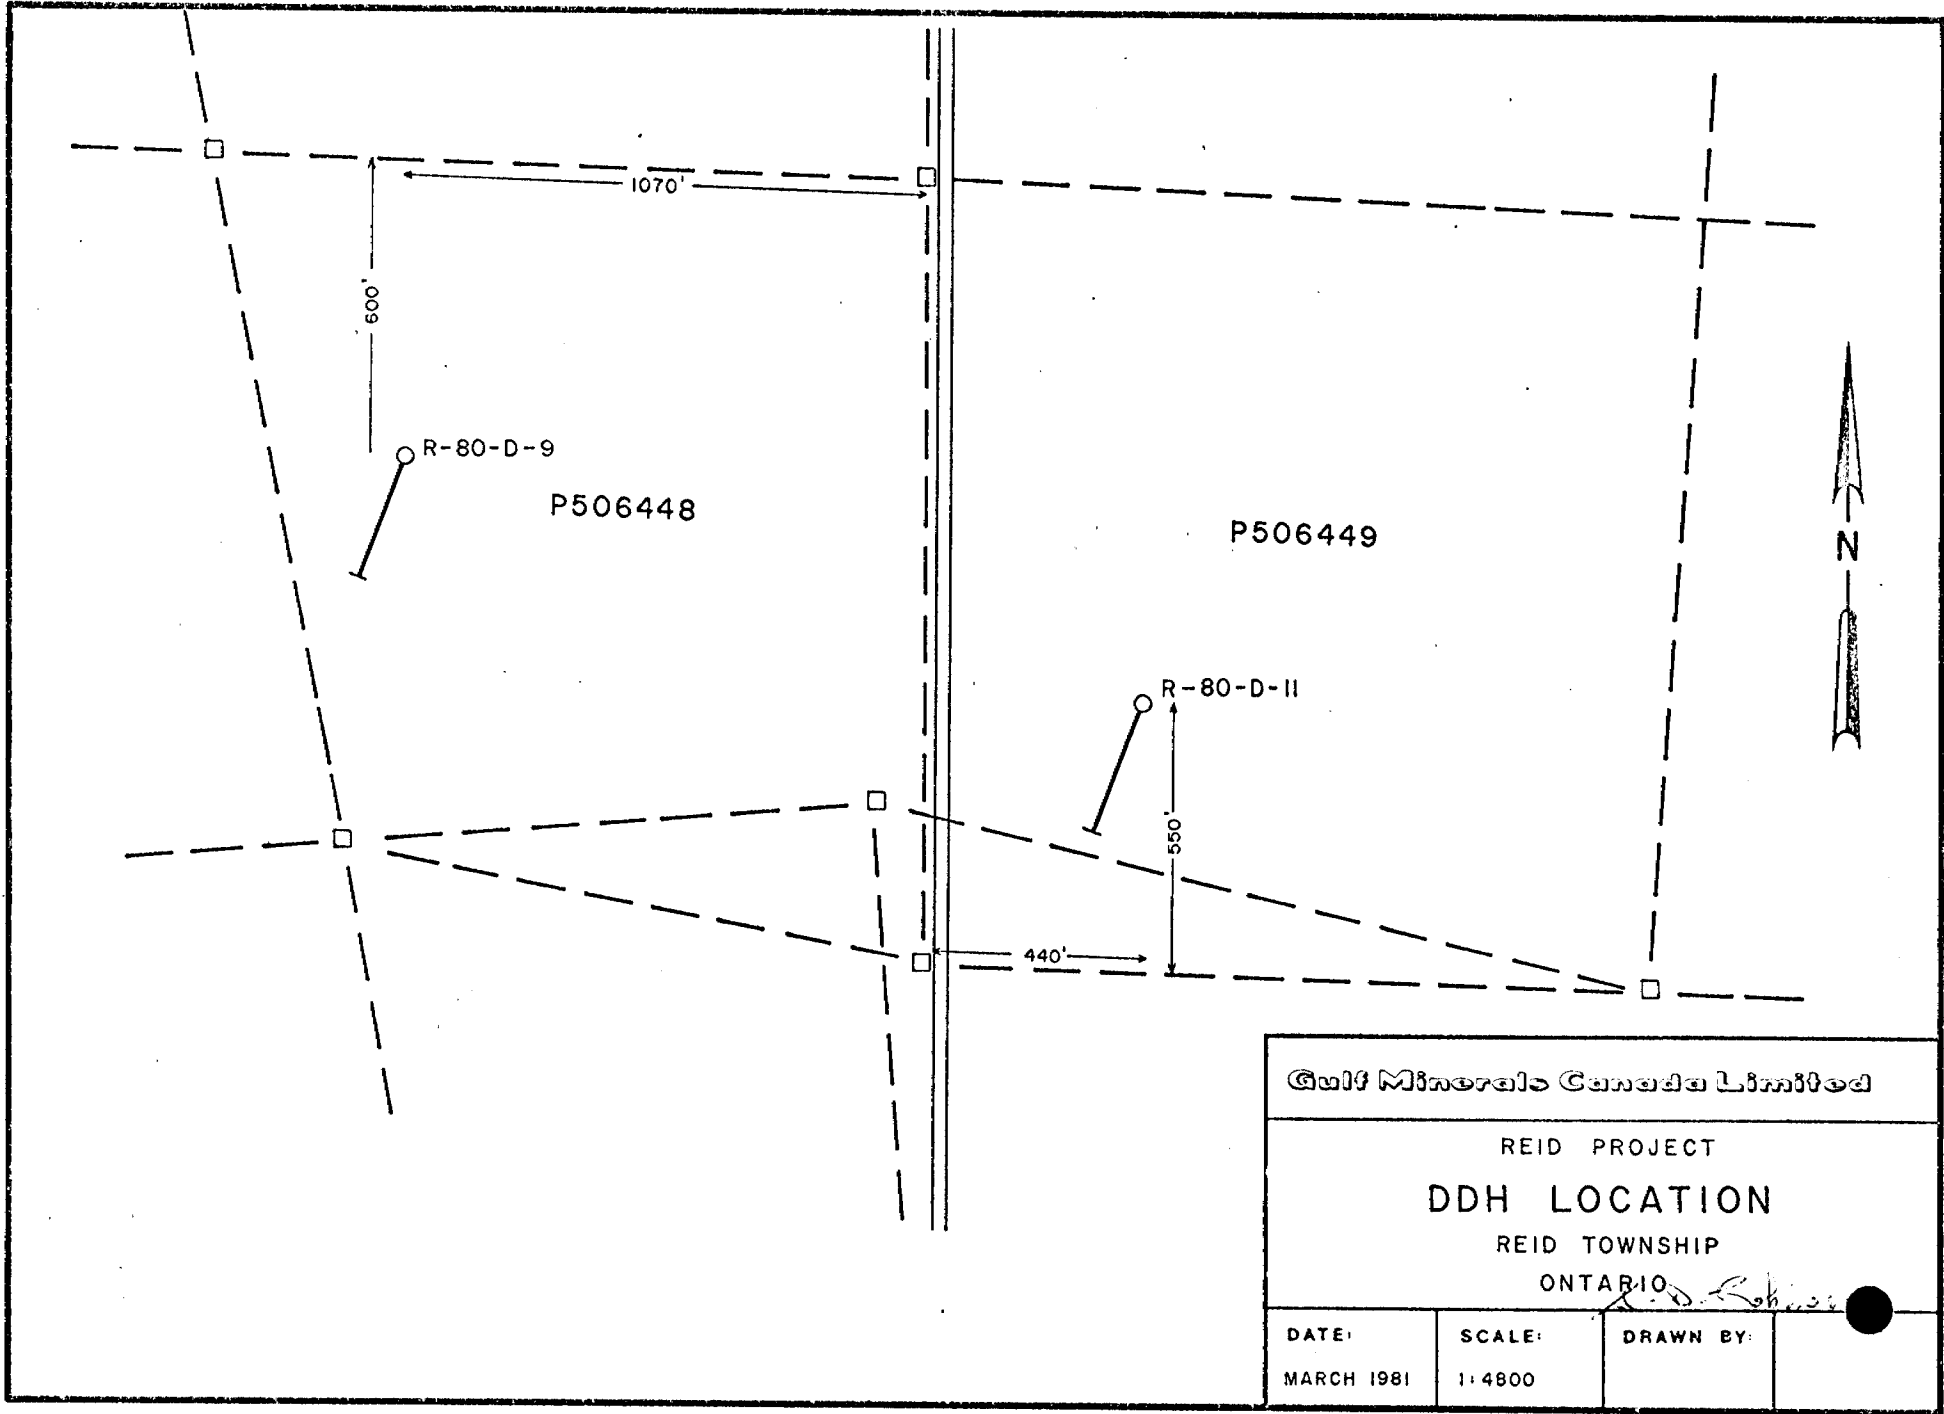 1070'
600'
R-80-D-9
P506448
P506449
N
R-80-D-11
550'
440'
Gulf Minerals Canada Limited
REID PROJECT
DDH LOCATION
REID TOWNSHIP
ONTARIO
DATE:
SCALE:
DRAWN BY:
MARCH 1981
1:4800